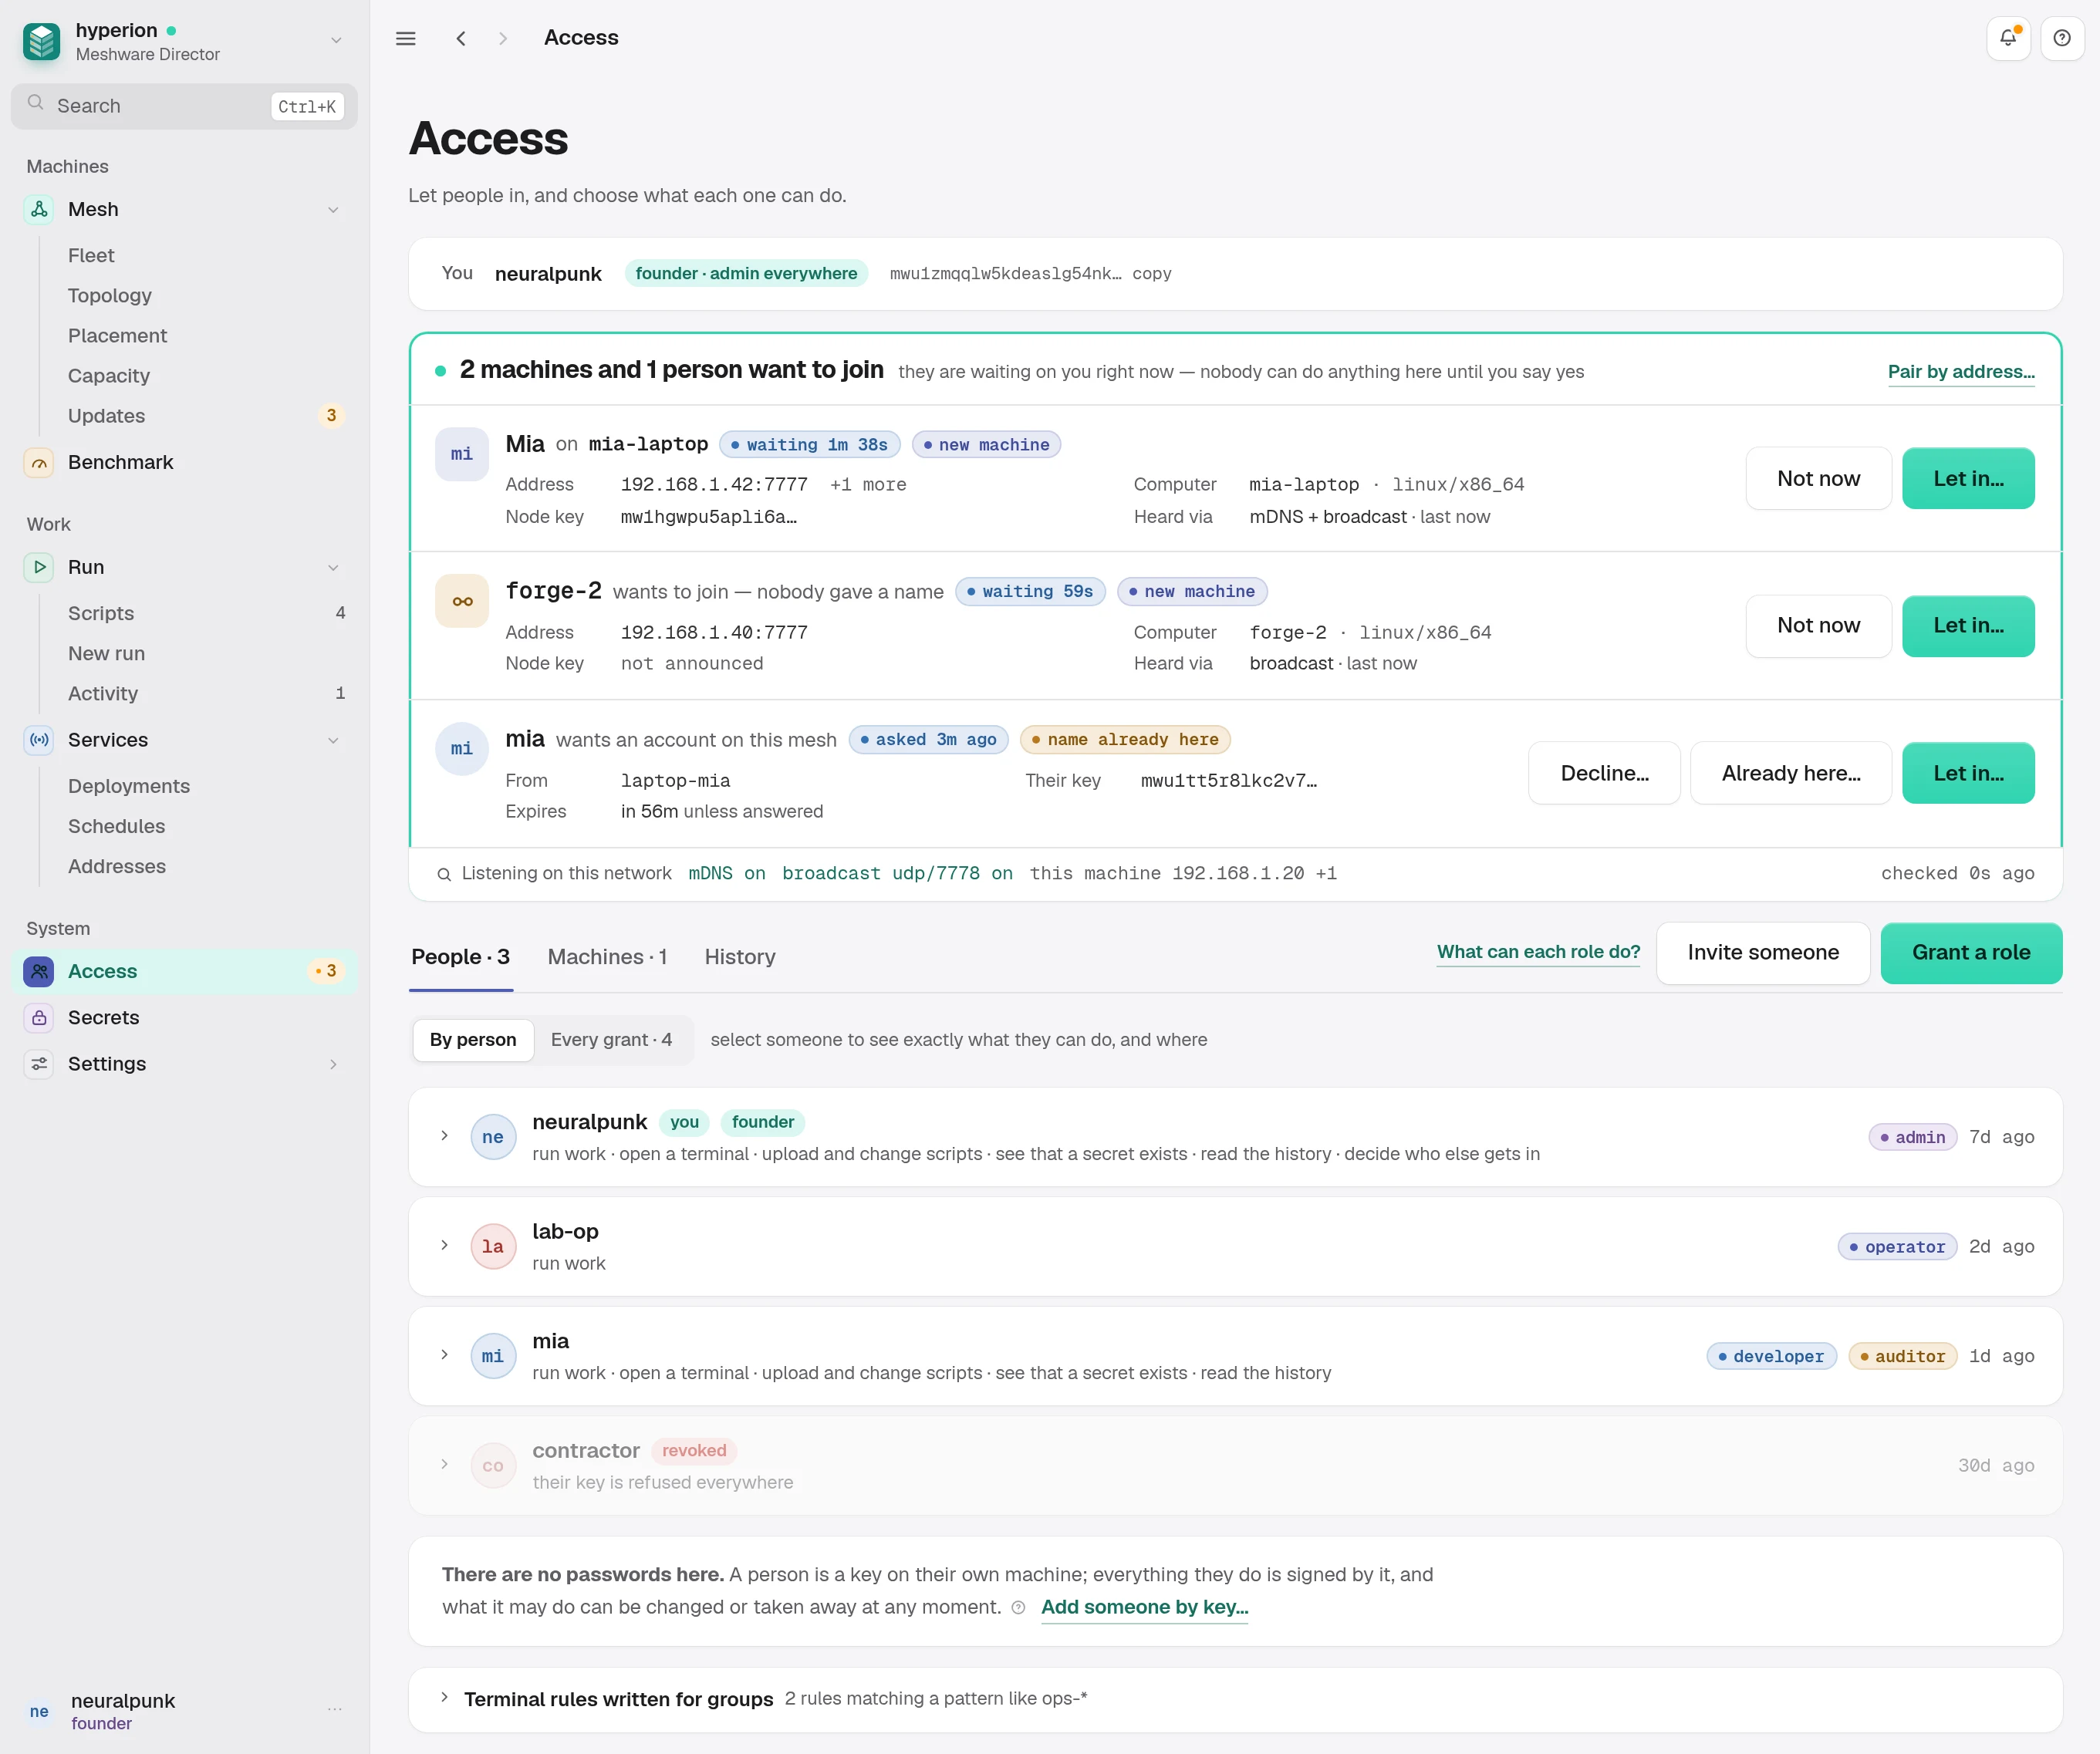 hyperion
Meshware Director
Search Ctrl+K
Machines
Mesh
Fleet
Topology
Placement
Capacity
Updates 3
Benchmark
Work
Run
Scripts 4
New run
Activity 1
Services
Deployments
Schedules
Addresses
System
Access 3
Secrets
Settings
ne neuralpunk ...
founder
Access
Access
Let people in, and choose what each one can do.
You neuralpunk founder · admin everywhere mwu1zmqqlw5kdeaslg54nk… copy
2 machines and 1 person want to join they are waiting on you right now — nobody can do anything here until you say yes Pair by address…
mi Mia on mia-laptop waiting 1m 38s new machine
Address 192.168.1.42:7777 +1 more Computer mia-laptop · linux/x86_64 Not now Let in…
Node key mw1hgwpu5apli6a… Heard via mDNS + broadcast · last now
forge-2 wants to join — nobody gave a name waiting 59s new machine
Address 192.168.1.40:7777 Computer forge-2 · linux/x86_64 Not now Let in…
Node key not announced Heard via broadcast · last now
mi mia wants an account on this mesh asked 3m ago name already here
From laptop-mia Their key mwu1tt5r8lkc2v7… Decline… Already here… Let in…
Expires in 56m unless answered
Listening on this network mDNS on broadcast udp/7778 on this machine 192.168.1.20 +1 checked 0s ago
People · 3 Machines · 1 History What can each role do? Invite someone Grant a role
By person Every grant · 4 select someone to see exactly what they can do, and where
ne neuralpunk you founder admin 7d ago
run work · open a terminal · upload and change scripts · see that a secret exists · read the history · decide who else gets in
la lab-op operator 2d ago
run work
mi mia developer auditor 1d ago
run work · open a terminal · upload and change scripts · see that a secret exists · read the history
co contractor revoked 30d ago
their key is refused everywhere
There are no passwords here. A person is a key on their own machine; everything they do is signed by it, and
what it may do can be changed or taken away at any moment. Add someone by key…
Terminal rules written for groups 2 rules matching a pattern like ops-*